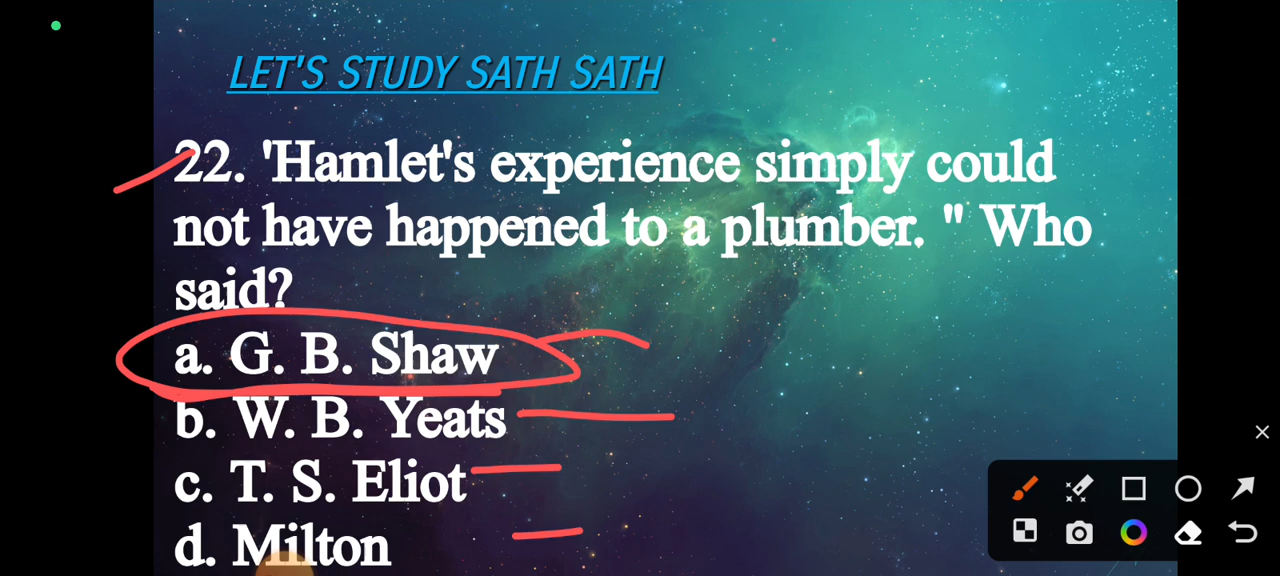 LET'S STUDY SATH SATH
22. 'Hamlet's experience simply could
not have happened to a plumber. " Who
said?
a. G. B. Shaw
b. W. B. Yeats
c. T. S. Eliot
d. Milton